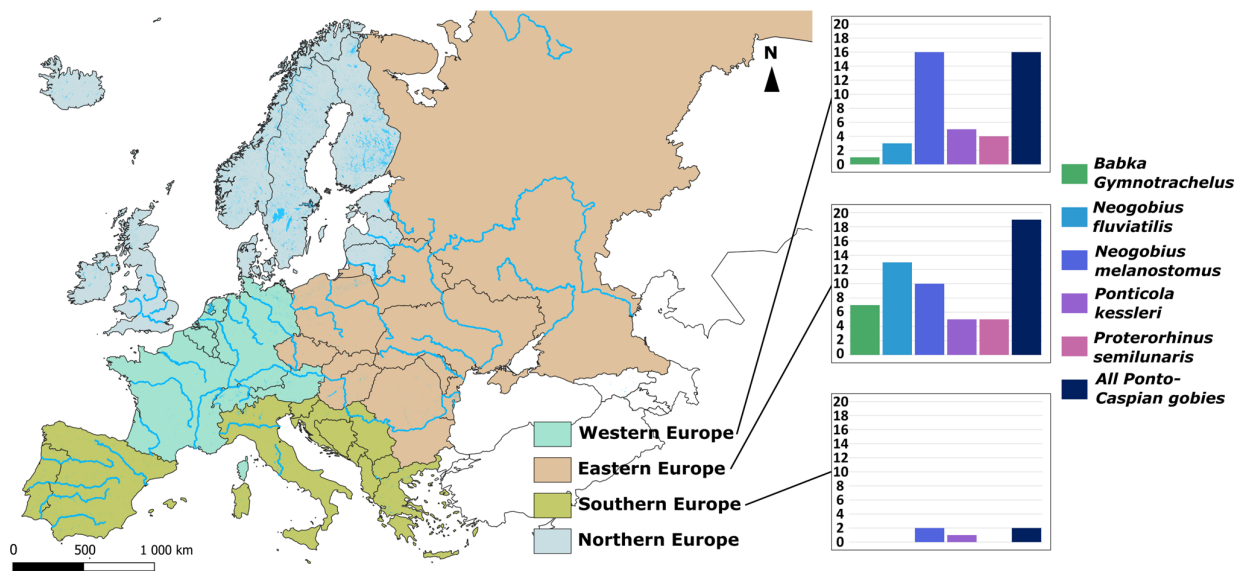 N
20
18
16
14
12
10
8
6
4
2
0
20
18
16
14
12
10
8
6
4
2
0
20
18
16
14
12
10
8
6
4
2
0
Babka
Gymnotrachelus
Neogobius
fluviatilis
Neogobius
melanostomus
Ponticola
kessleri
Proterorhinus
semilunaris
All Ponto-
Caspian gobies
Western Europe
Eastern Europe
Southern Europe
Northern Europe
0 500 1 000 km